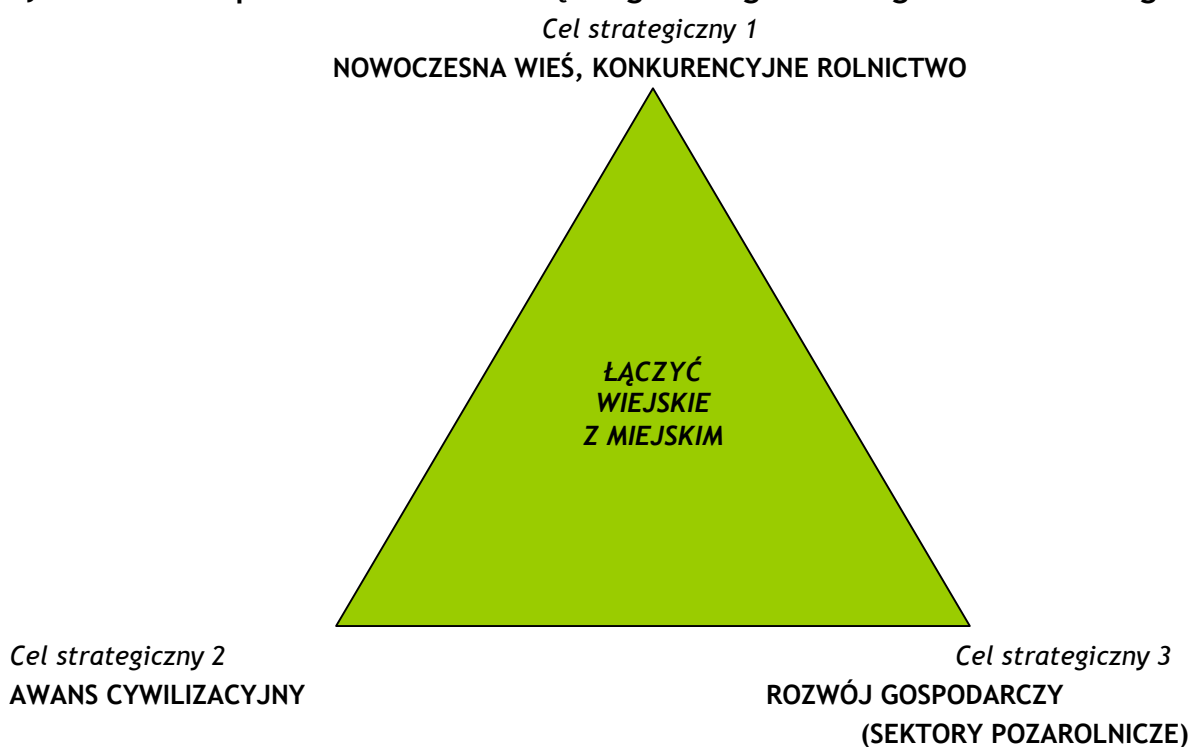 Cel strategiczny 1
NOWOCZESNA WIEŚ, KONKURENCYJNE ROLNICTWO
ŁĄCZYĆ
WIEJSKIE
Z MIEJSKIM
Cel strategiczny 2
Cel strategiczny 3
AWANS CYWILIZACYJNY
ROZWÓJ GOSPODARCZY
(SEKTORY POZAROLNICZE)